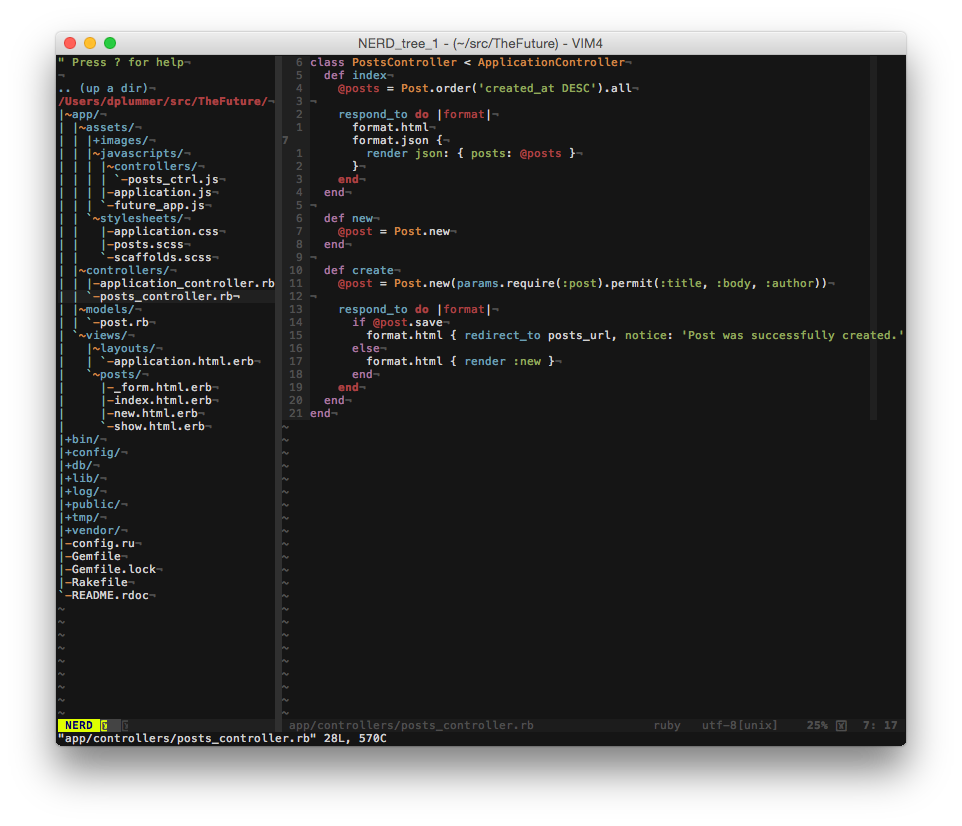 NERD_tree_1 - (~/src/TheFuture) - VIM4
" Press ? for help¬
¬
.. (up a dir)¬
/Users/dplummer/src/TheFuture/¬
|~app/¬
| |~assets/¬
| | |+images/¬
| | |~javascripts/¬
| | | |~controllers/¬
| | | | `-posts_ctrl.js¬
| | | |-application.js¬
| | | `-future_app.js¬
| | `~stylesheets/¬
| |   |-application.css¬
| |   |-posts.scss¬
| |   `-scaffolds.scss¬
| |~controllers/¬
| | |-application_controller.rb
| | `-posts_controller.rb¬
| |~models/¬
| | `-post.rb¬
| `~views/¬
|   |~layouts/¬
|   | `-application.html.erb¬
|   `~posts/¬
|     |-_form.html.erb¬
|     |-index.html.erb¬
|     |-new.html.erb¬
|     `-show.html.erb¬
|+bin/¬
|+config/¬
|+db/¬
|+lib/¬
|+log/¬
|+public/¬
|+tmp/¬
|+vendor/¬
|-config.ru¬
|-Gemfile¬
|-Gemfile.lock¬
|-Rakefile¬
`-README.rdoc¬
6 class PostsController < ApplicationController¬
5   def index¬
4     @posts = Post.order('created_at DESC').all¬
3 ¬
2     respond_to do |format|¬
1       format.html¬
7       format.json {¬
1         render json: { posts: @posts }¬
2       }¬
3     end¬
4   end¬
5 ¬
6   def new¬
7     @post = Post.new¬
8   end¬
9 ¬
10   def create¬
11     @post = Post.new(params.require(:post).permit(:title, :body, :author))¬
12 ¬
13     respond_to do |format|¬
14       if @post.save¬
15         format.html { redirect_to posts_url, notice: 'Post was successfully created.'
16       else¬
17         format.html { render :new }¬
18       end¬
19     end¬
20   end¬
21 end¬
NERD
app/controllers/posts_controller.rb ruby utf-8[unix] 25% 7: 17
"app/controllers/posts_controller.rb" 28L, 570C